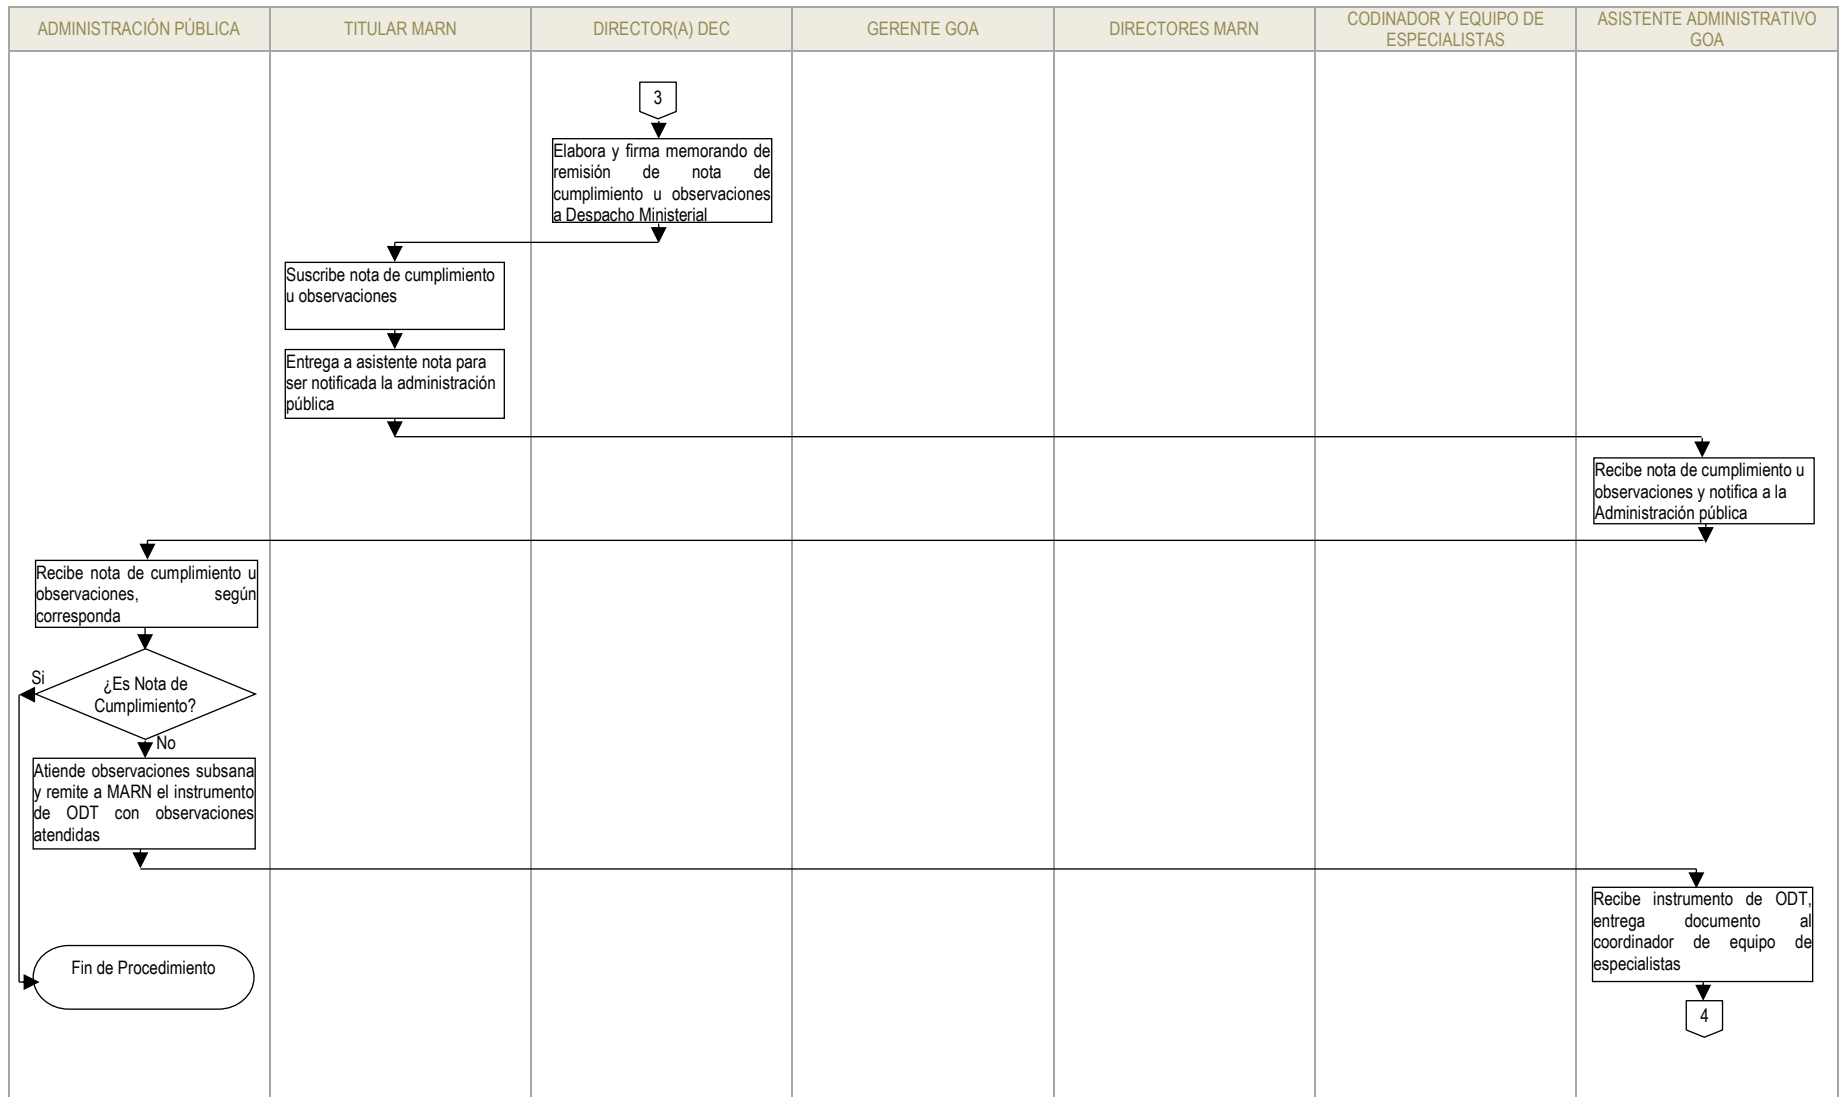 ADMINISTRACIÓN PÚBLICA
TITULAR MARN
DIRECTOR(A) DEC
GERENTE GOA
DIRECTORES MARN
CODINADOR Y EQUIPO DE
ESPECIALISTAS
ASISTENTE ADMINISTRATIVO
GOA
3
Elabora y firma memorando de
remisión de nota de
cumplimiento u observaciones
a Despacho Ministerial
Suscribe nota de cumplimiento
u observaciones
Entrega a asistente nota para
ser notificada la administración
pública
Recibe nota de cumplimiento u
observaciones y notifica a la
Administración pública
Recibe nota de cumplimiento u
observaciones, según
corresponda
Si
¿Es Nota de
Cumplimiento?
No
Atiende observaciones subsana
y remite a MARN el instrumento
de ODT con observaciones
atendidas
Recibe instrumento de ODT,
entrega documento al
coordinador de equipo de
especialistas
Fin de Procedimiento
4